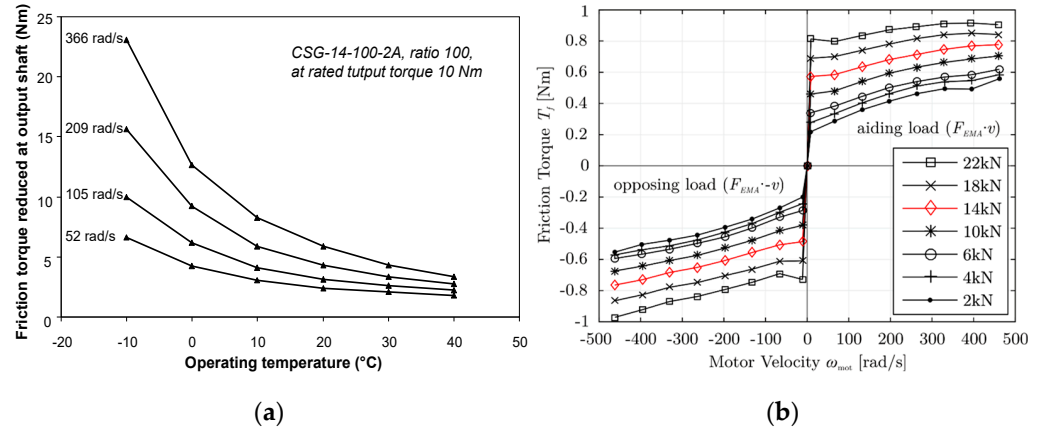 Friction torque reduced at output shaft (Nm)
25
20
15
10
5
0
366 rad/s
209 rad/s
105 rad/s
52 rad/s
CSG-14-100-2A, ratio 100,
at rated tutput torque 10 Nm
-20 -10 0 10 20 30 40 50
Operating temperature (°C)
(a)
Friction Torque T_f [Nm]
1
0.8
0.6
0.4
0.2
0
-0.2
-0.4
-0.6
-0.8
-1
aiding load (F_EMA·v)
opposing load (F_EMA·-v)
22kN
18kN
14kN
10kN
6kN
4kN
2kN
-500 -400 -300 -200 -100 0 100 200 300 400 500
Motor Velocity ω_mot [rad/s]
(b)